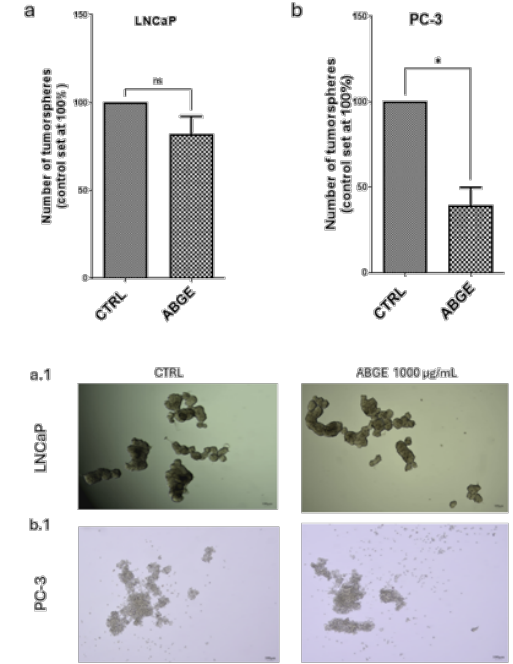 a
LNCaP
Number of tumorspheres
(control set at 100% )
150
100
50
0
ns
CTRL
ABGE
b
PC-3
Number of tumorspheres
(control set at 100%)
150
100
50
0
*
CTRL
ABGE
a.1
CTRL
ABGE 1000 µg/mL
LNCaP
b.1
PC-3